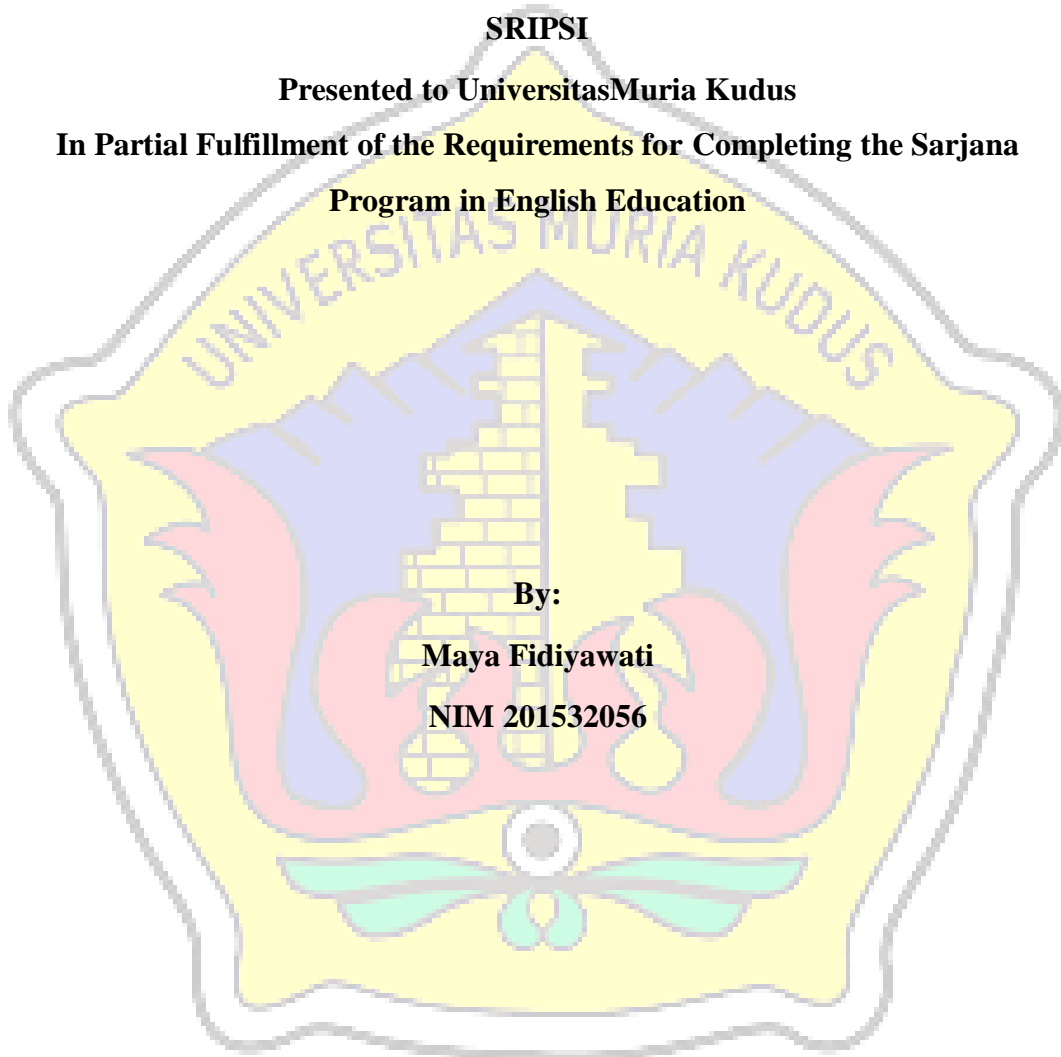 SRIPSI
Presented to UniversitasMuria Kudus
In Partial Fulfillment of the Requirements for Completing the Sarjana
Program in English Education
UNIVERSITAS MURIA KUDUS
By:
Maya Fidiyawati
NIM 201532056